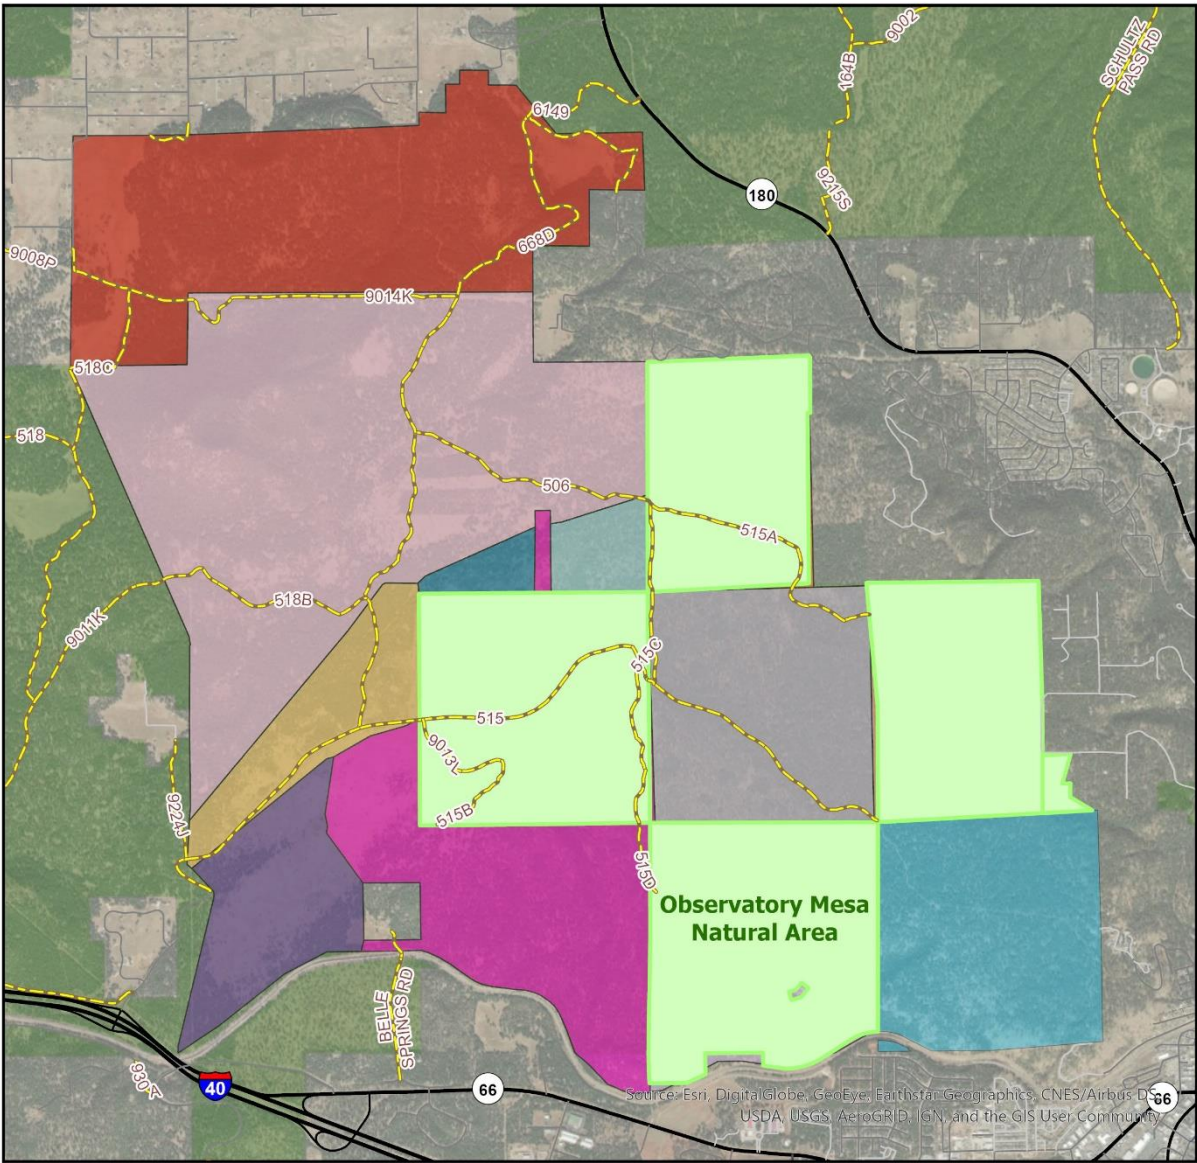 9002
164B
SCHULTZ
PASS RD
6149
180
9215S
668D
9008P
9014K
518C
518
506
515A
518B
9011K
515C
515
9013L
515B
9224J
515D
Observatory Mesa
Natural Area
BELLE
SPRINGS RD
40
66
Source: Esri, DigitalGlobe, GeoEye, Earthstar Geographics, CNES/Airbus DS,
66
USDA, USGS, AeroGRID, IGN, and the GIS User Community